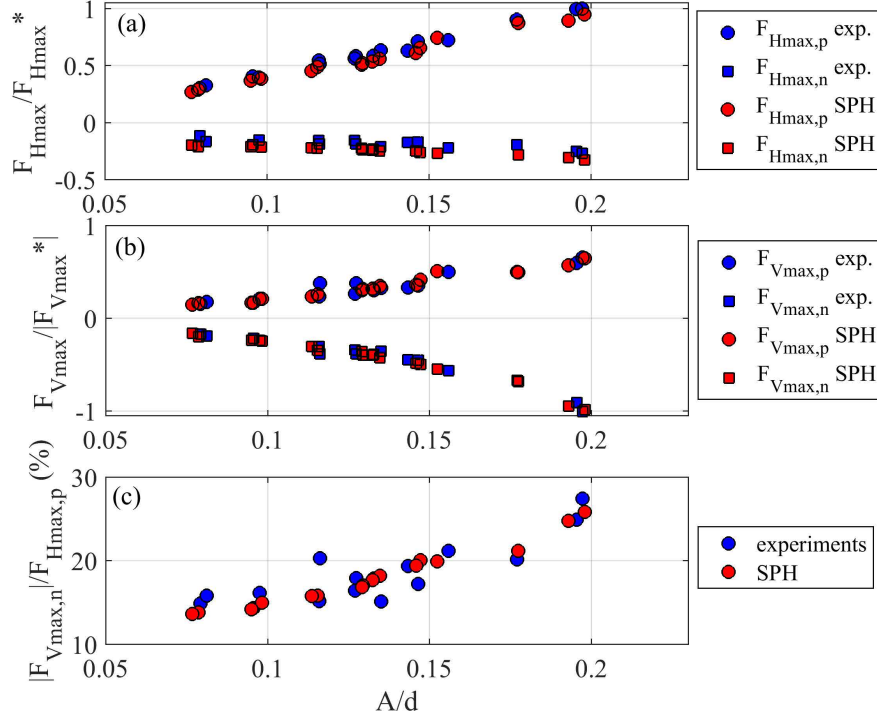 (a)
F_Hmax/F_Hmax*
1
0.5
0
-0.5
0.05
0.1
0.15
0.2
F_Hmax,p exp.
F_Hmax,n exp.
F_Hmax,p SPH
F_Hmax,n SPH
(b)
F_Vmax/|F_Vmax*|
1
0
-1
0.05
0.1
0.15
0.2
F_Vmax,p exp.
F_Vmax,n exp.
F_Vmax,p SPH
F_Vmax,n SPH
(c)
|F_Vmax,n|/F_Hmax,p (%)
30
20
10
0.05
0.1
0.15
0.2
A/d
experiments
SPH